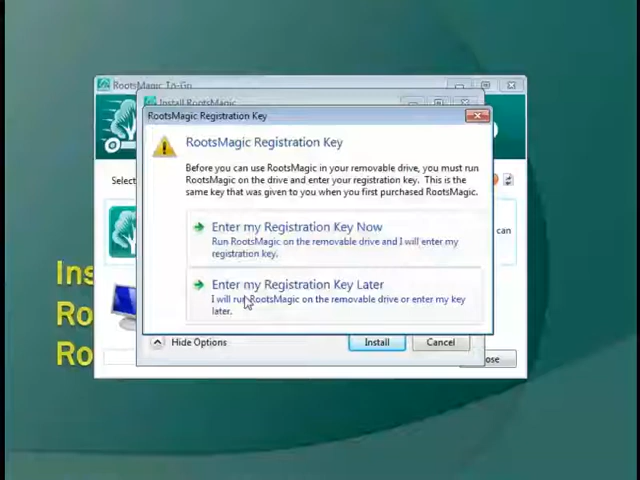 RootsMagic To-Go
Install RootsMagic
RootsMagic Registration Key
RootsMagic Registration Key
Before you can use RootsMagic in your removable drive, you must run
RootsMagic on the drive and enter your registration key. This is the
same key that was given to you when you first purchased RootsMagic.
Select
Enter my Registration Key Now
Run RootsMagic on the removable drive and I will enter my
registration key.
can
Ins
Enter my Registration Key Later
I will run RootsMagic on the removable drive or enter my key
later.
Ro
Hide Options
Install
Cancel
Ro
ose